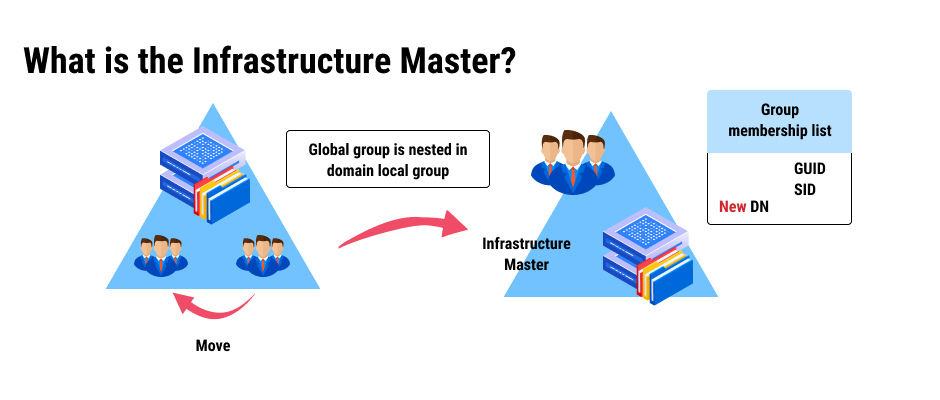 What is the Infrastructure Master?
Global group is nested in
domain local group
Move
Infrastructure
Master
Group
membership list
GUID
SID
New DN